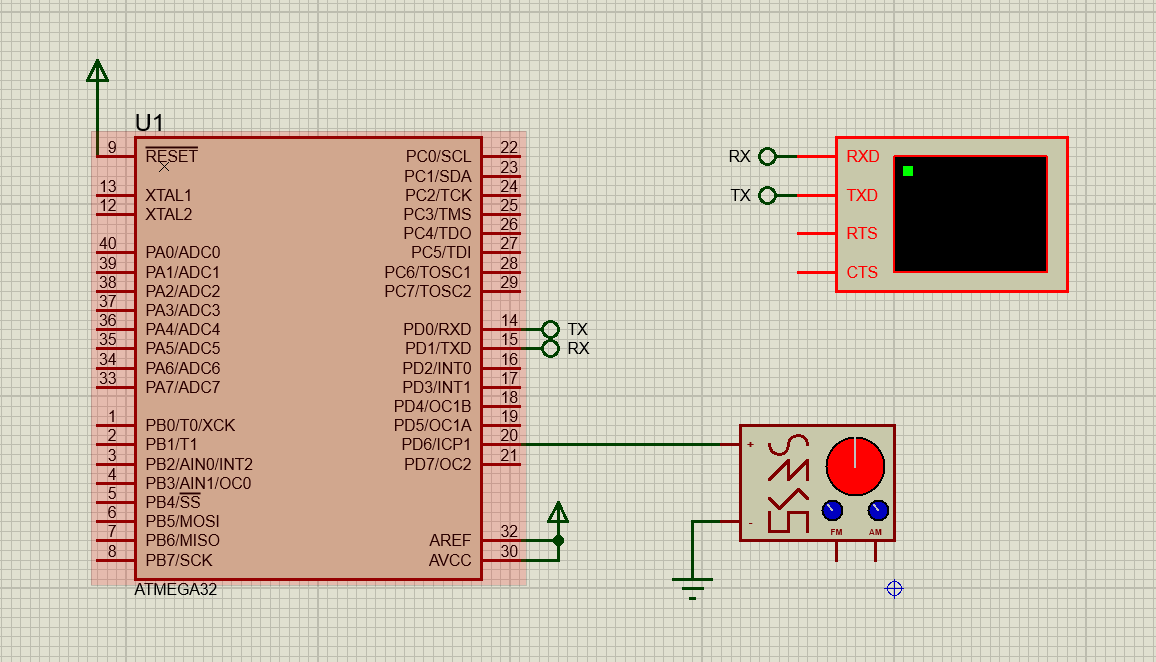 U1
9 RESET
13 XTAL1
12 XTAL2
40 PA0/ADC0
39 PA1/ADC1
38 PA2/ADC2
37 PA3/ADC3
36 PA4/ADC4
35 PA5/ADC5
34 PA6/ADC6
33 PA7/ADC7
1 PB0/T0/XCK
2 PB1/T1
3 PB2/AIN0/INT2
4 PB3/AIN1/OC0
5 PB4/SS
6 PB5/MOSI
7 PB6/MISO
8 PB7/SCK
PC0/SCL 22
PC1/SDA 23
PC2/TCK 24
PC3/TMS 25
PC4/TDO 26
PC5/TDI 27
PC6/TOSC1 28
PC7/TOSC2 29
PD0/RXD 14 TX
PD1/TXD 15 RX
PD2/INT0 16
PD3/INT1 17
PD4/OC1B 18
PD5/OC1A 19
PD6/ICP1 20
PD7/OC2 21
AREF 32
AVCC 30
ATMEGA32
RX RXD
TX TXD
RTS
CTS
+
-
FM AM